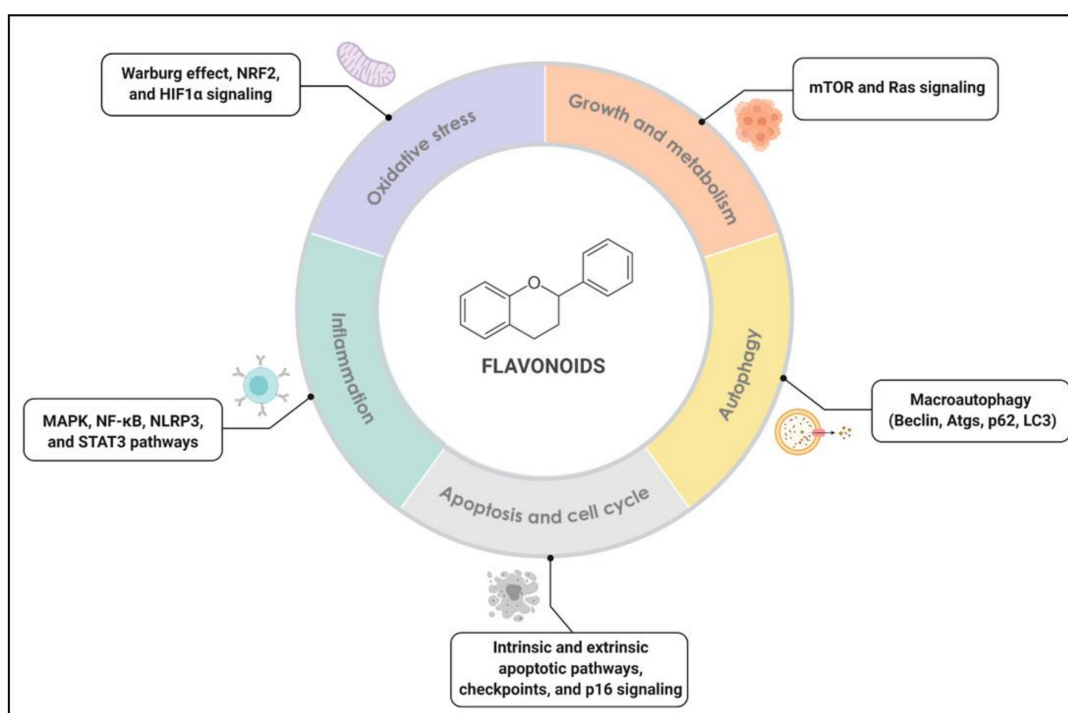 Warburg effect, NRF2,
and HIF1α signaling
mTOR and Ras signaling
Oxidative stress
Growth and metabolism
O
FLAVONOIDS
Inflammation
Autophagy
MAPK, NF-κB, NLRP3,
and STAT3 pathways
Macroautophagy
(Beclin, Atgs, p62, LC3)
Apoptosis and cell cycle
Intrinsic and extrinsic
apoptotic pathways,
checkpoints, and p16 signaling